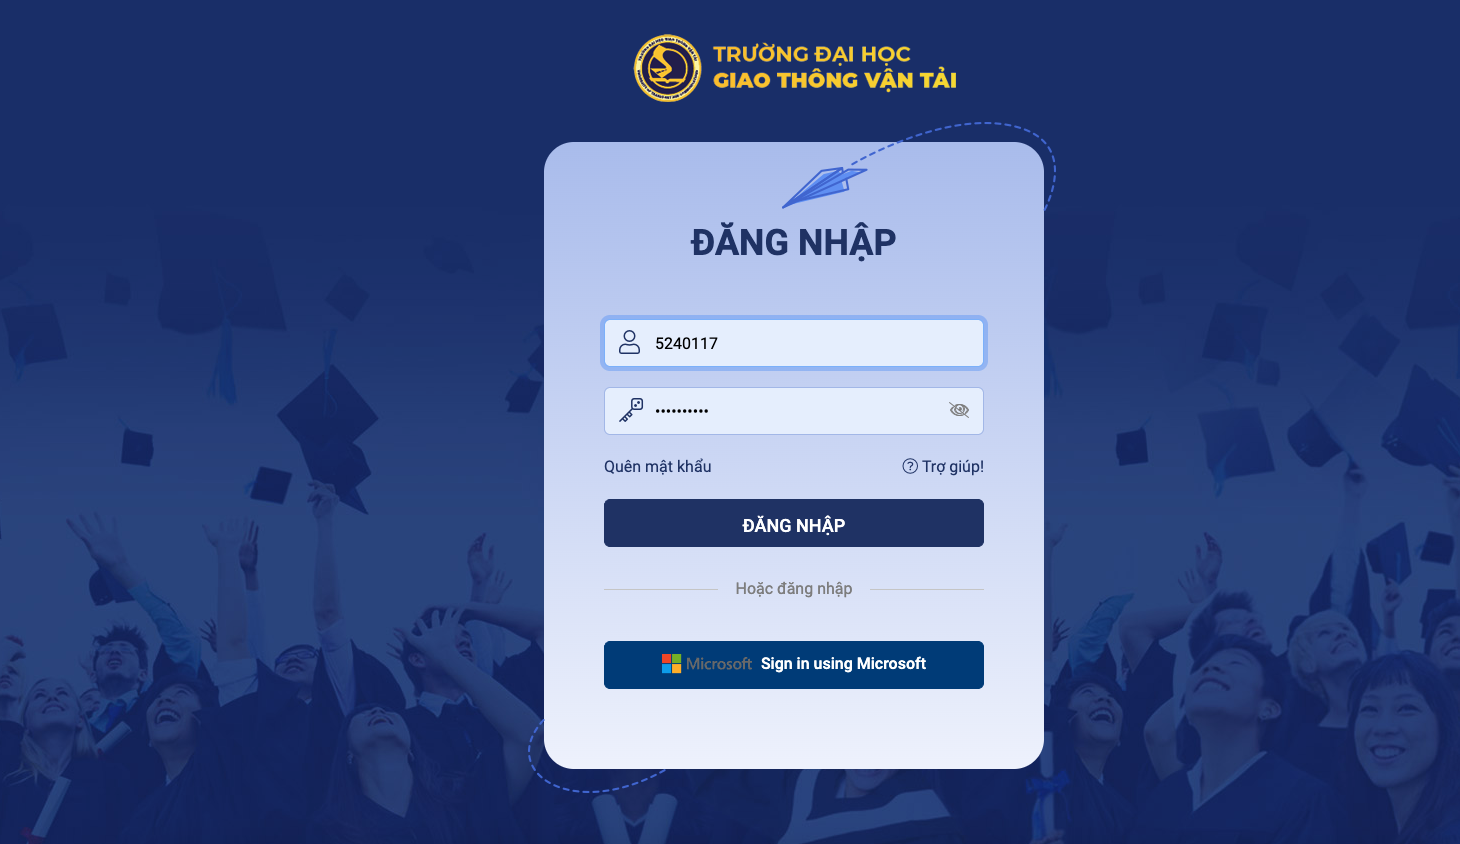 TRƯỜNG ĐẠI HỌC
GIAO THÔNG VẬN TẢI
ĐĂNG NHẬP
5240117
••••••••••
Quên mật khẩu
Trợ giúp!
ĐĂNG NHẬP
Hoặc đăng nhập
Microsoft Sign in using Microsoft